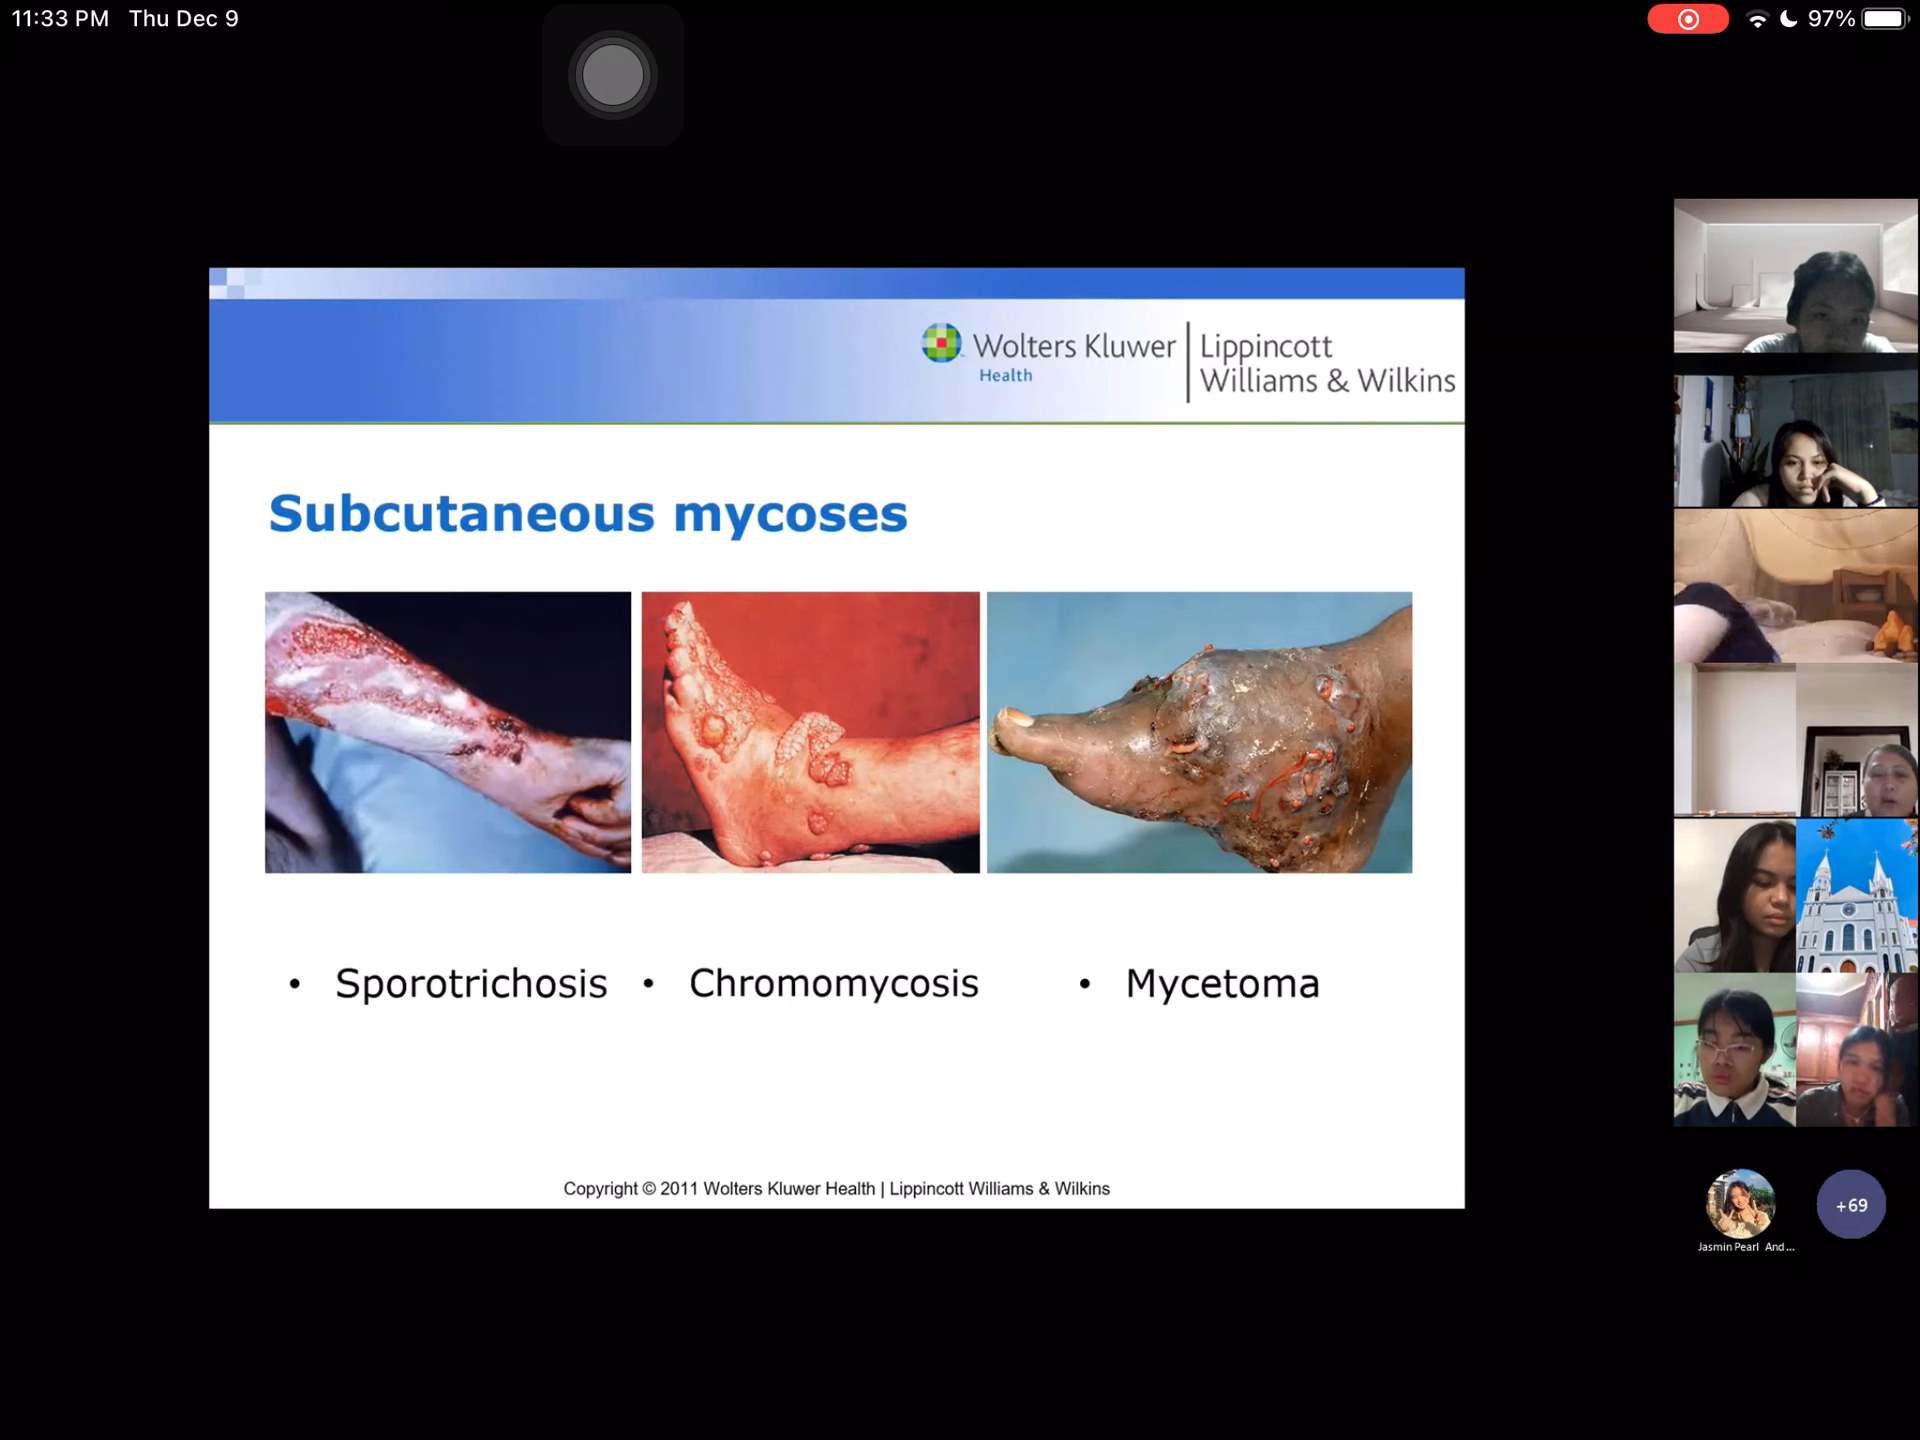 11:33 PM Thu Dec 9
97%
Wolters Kluwer
Health
Lippincott
Williams & Wilkins
Subcutaneous mycoses
• Sporotrichosis
• Chromomycosis
• Mycetoma
Copyright © 2011 Wolters Kluwer Health | Lippincott Williams & Wilkins
+69
Jasmin Pearl And...